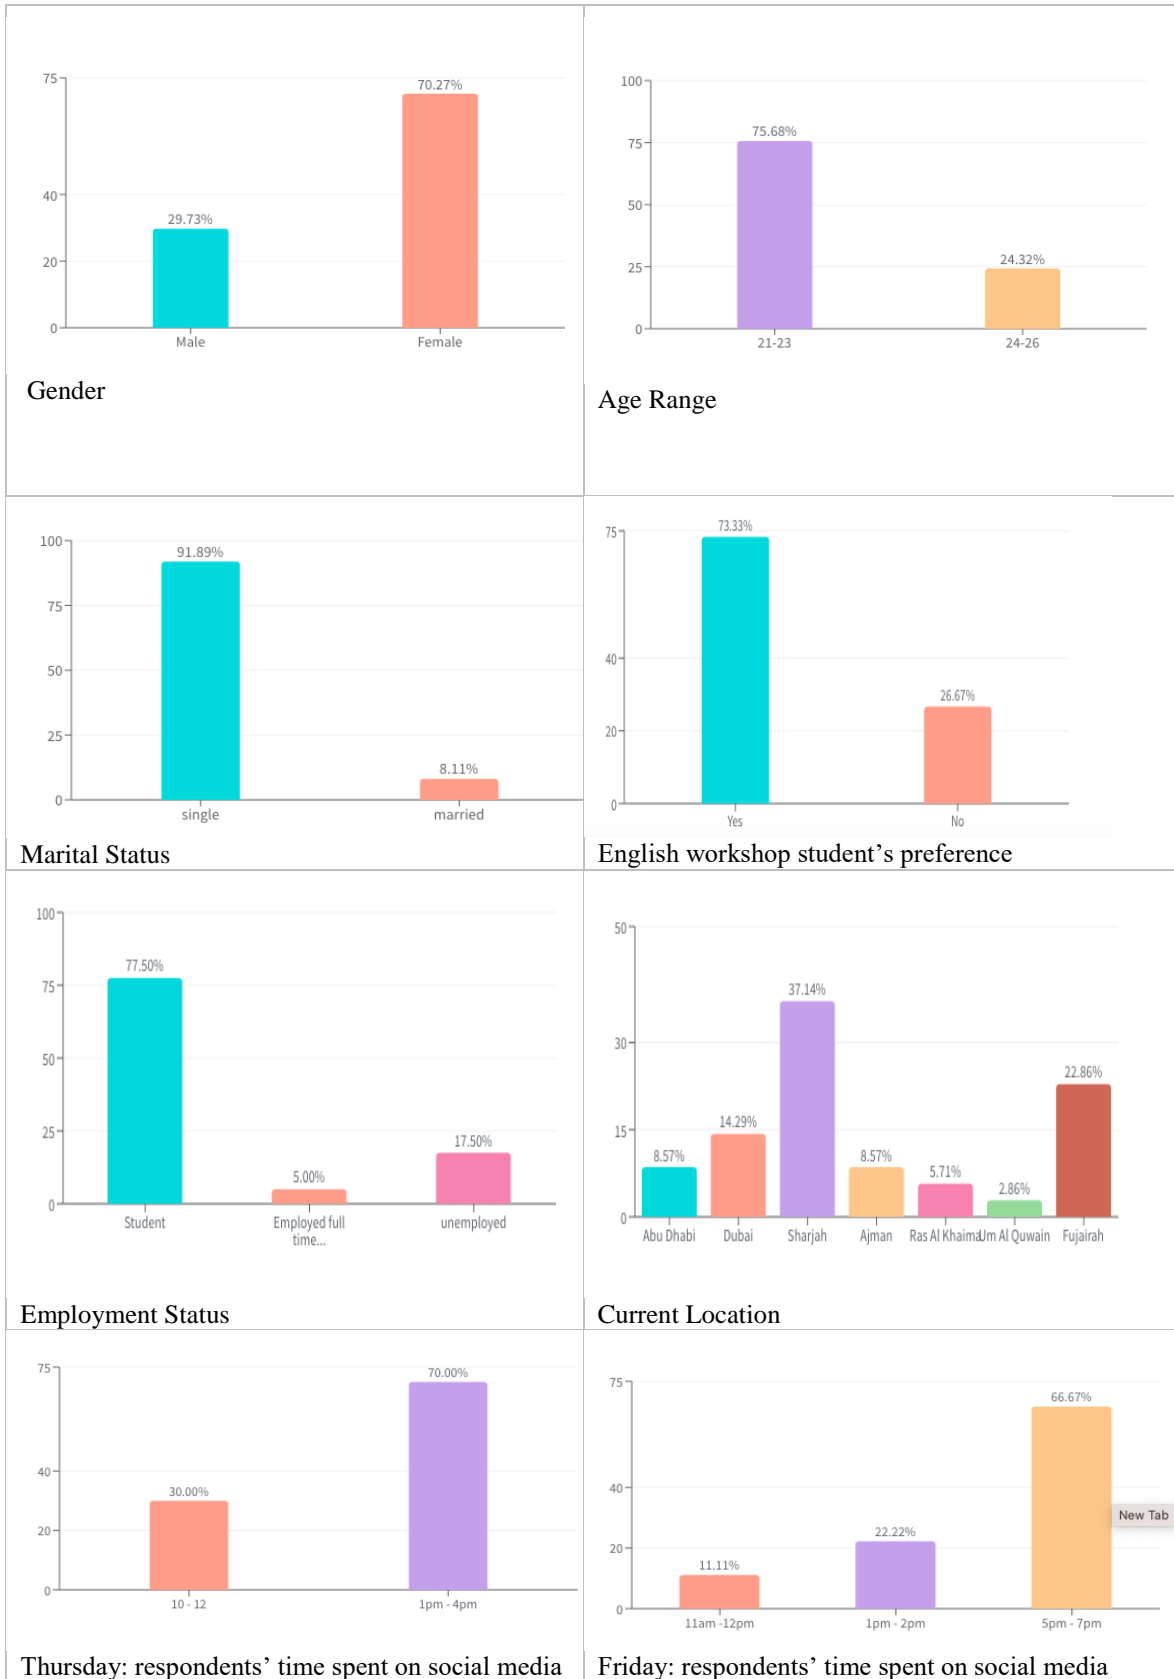 75
70.27%
40
29.73%
20
0
Male
Female
Gender
100
75.68%
75
50
25
24.32%
0
21-23
24-26
Age Range
100
91.89%
75
50
25
8.11%
0
single
married
Marital Status
75
73.33%
40
26.67%
20
0
Yes
No
English workshop student’s preference
100
77.50%
75
50
25
17.50%
5.00%
0
Student
Employed full
time...
unemployed
Employment Status
50
37.14%
30
22.86%
15
14.29%
8.57%
8.57%
5.71%
2.86%
0
Abu Dhabi
Dubai
Sharjah
Ajman
Ras Al Khaima
Um Al Quwain
Fujairah
Current Location
75
70.00%
40
30.00%
20
0
10 - 12
1pm - 4pm
Thursday: respondents’ time spent on social media
75
66.67%
40
22.22%
20
11.11%
0
11am -12pm
1pm - 2pm
5pm - 7pm
New Tab
Friday: respondents’ time spent on social media